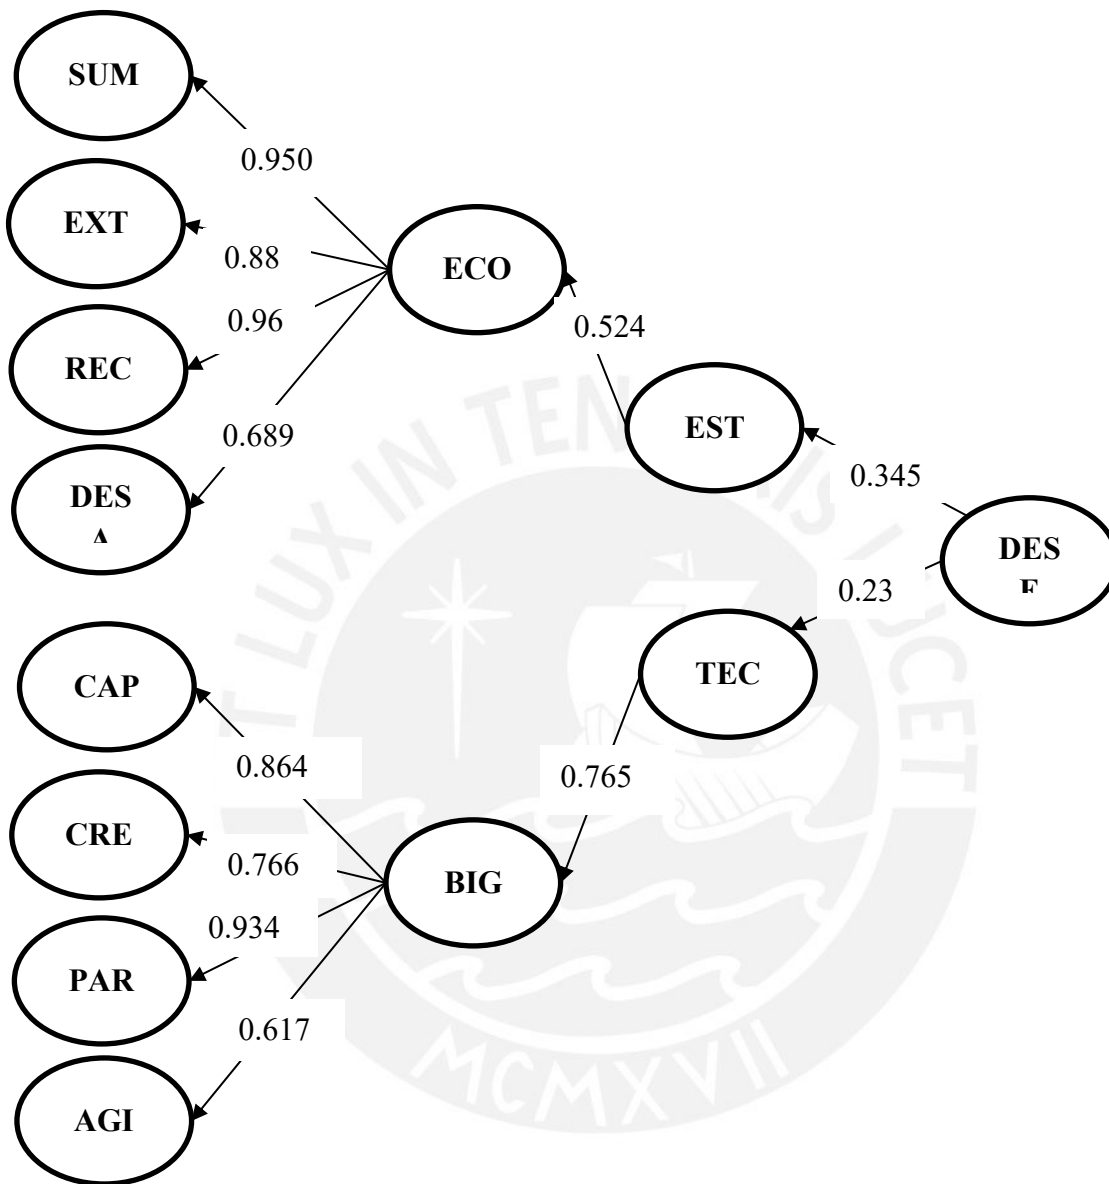 SUM
0.950
EXT
0.88
ECO
0.96
0.524
REC
EST
0.689
0.345
DES
DES
0.23
CAP
TEC
0.864
0.765
CRE
0.766
BIG
0.934
PAR
0.617
AGI
MCMXVII